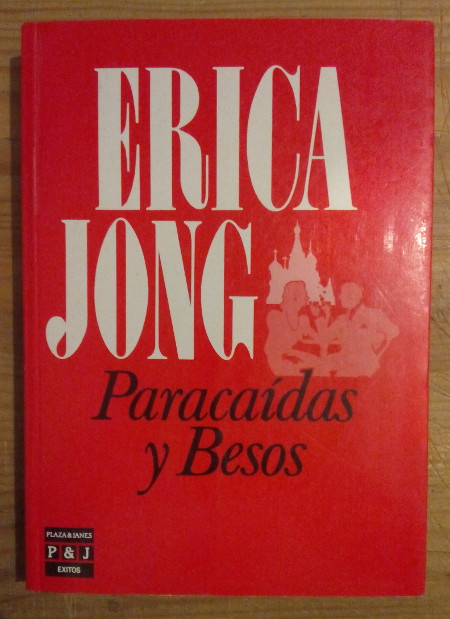 ERICA
JONG
Paracaídas
y Besos
PLAZA & JANES
P & J
EXITOS